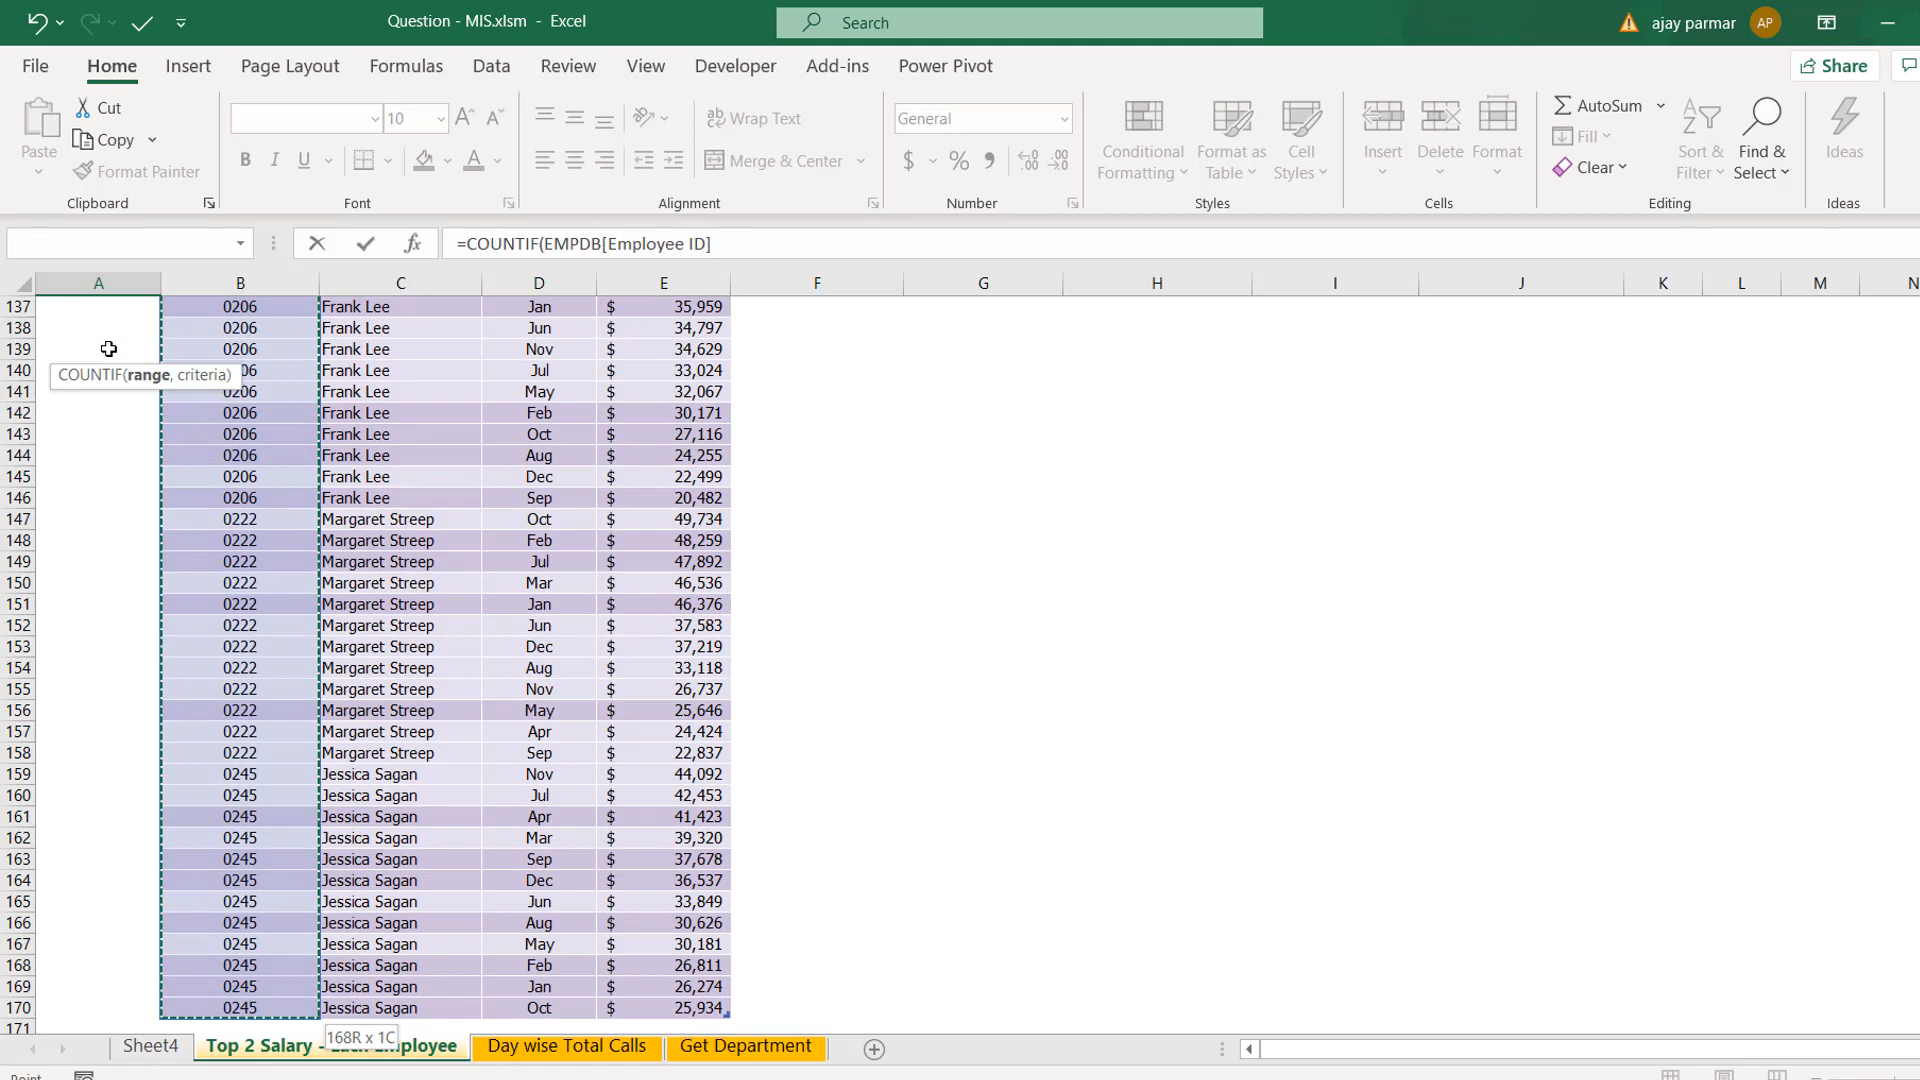 Question - MIS.xlsm - Excel
Search
ajay parmar
AP
File Home Insert Page Layout Formulas Data Review View Developer Add-ins Power Pivot
Share
Paste
Cut
Copy
Format Painter
Clipboard
10
B I U
Font
Wrap Text
Merge & Center
Alignment
General
$ % 9
Number
Conditional Formatting
Format as Table
Cell Styles
Styles
Insert Delete Format
Cells
AutoSum
Fill
Clear
Sort & Filter
Find & Select
Editing
Ideas
Ideas
fx =COUNTIF(EMPDB[Employee ID]
A B C D E F G H I J K L M N
137 0206 Frank Lee Jan $ 35,959
138 0206 Frank Lee Jun $ 34,797
139 0206 Frank Lee Nov $ 34,629
140 06 Frank Lee Jul $ 33,024
COUNTIF(range, criteria)
141 0206 Frank Lee May $ 32,067
142 0206 Frank Lee Feb $ 30,171
143 0206 Frank Lee Oct $ 27,116
144 0206 Frank Lee Aug $ 24,255
145 0206 Frank Lee Dec $ 22,499
146 0206 Frank Lee Sep $ 20,482
147 0222 Margaret Streep Oct $ 49,734
148 0222 Margaret Streep Feb $ 48,259
149 0222 Margaret Streep Jul $ 47,892
150 0222 Margaret Streep Mar $ 46,536
151 0222 Margaret Streep Jan $ 46,376
152 0222 Margaret Streep Jun $ 37,583
153 0222 Margaret Streep Dec $ 37,219
154 0222 Margaret Streep Aug $ 33,118
155 0222 Margaret Streep Nov $ 26,737
156 0222 Margaret Streep May $ 25,646
157 0222 Margaret Streep Apr $ 24,424
158 0222 Margaret Streep Sep $ 22,837
159 0245 Jessica Sagan Nov $ 44,092
160 0245 Jessica Sagan Jul $ 42,453
161 0245 Jessica Sagan Apr $ 41,423
162 0245 Jessica Sagan Mar $ 39,320
163 0245 Jessica Sagan Sep $ 37,678
164 0245 Jessica Sagan Dec $ 36,537
165 0245 Jessica Sagan Jun $ 33,849
166 0245 Jessica Sagan Aug $ 30,626
167 0245 Jessica Sagan May $ 30,181
168 0245 Jessica Sagan Feb $ 26,811
169 0245 Jessica Sagan Jan $ 26,274
170 0245 Jessica Sagan Oct $ 25,934
171
168R x 1C
Sheet4 Top 2 Salary - Employee Day wise Total Calls Get Department